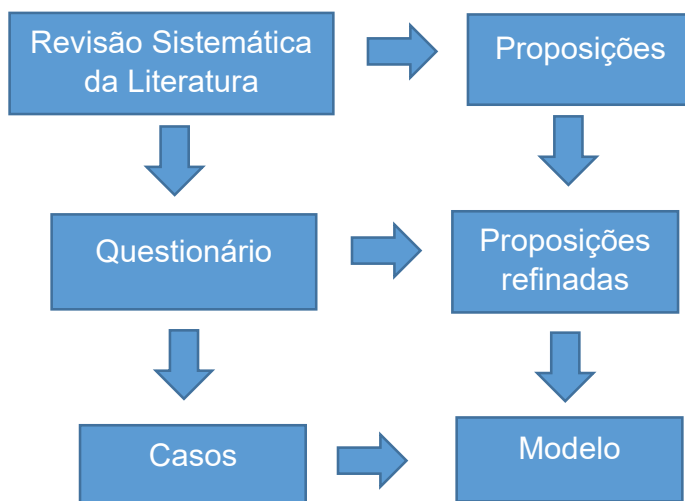 Revisão Sistemática
da Literatura
Proposições
Questionário
Proposições
refinadas
Casos
Modelo